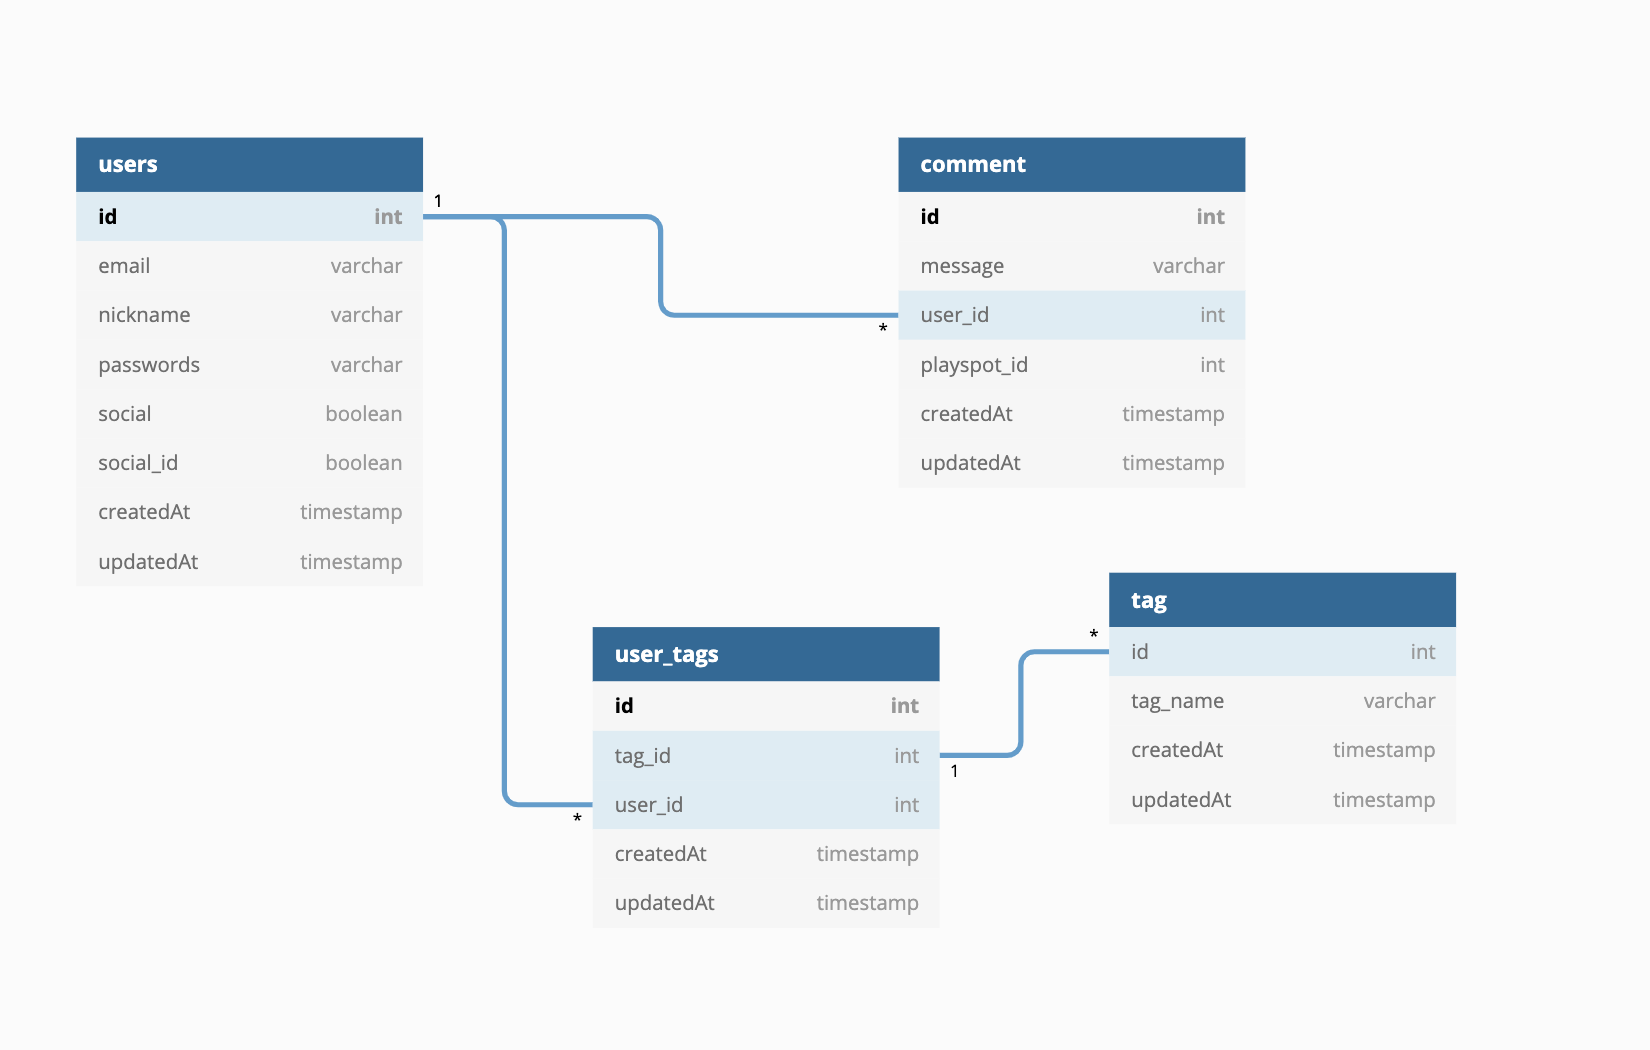 users
id int
email varchar
nickname varchar
passwords varchar
social boolean
social_id boolean
createdAt timestamp
updatedAt timestamp
1
comment
id int
message varchar
user_id int
playspot_id int
createdAt timestamp
updatedAt timestamp
*
user_tags
id int
tag_id int
user_id int
createdAt timestamp
updatedAt timestamp
*
1
tag
id int
tag_name varchar
createdAt timestamp
updatedAt timestamp
*